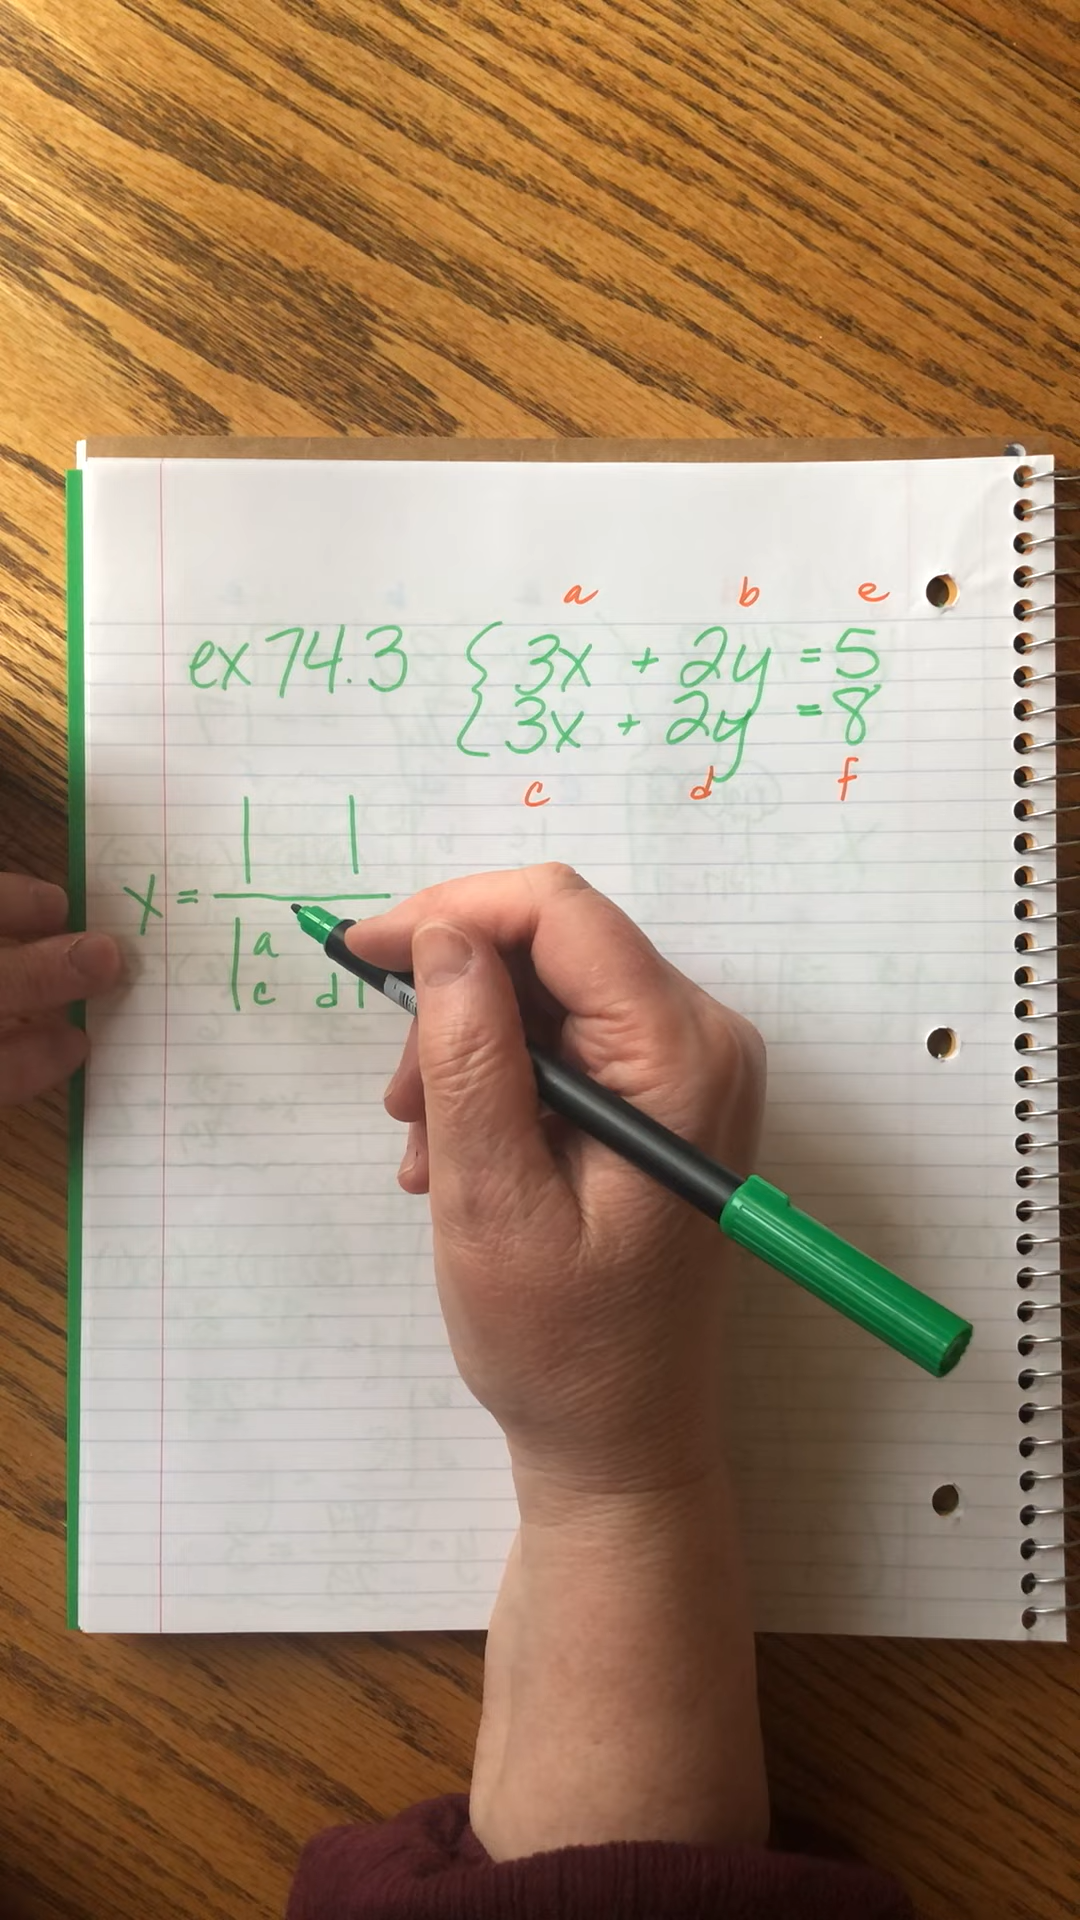 a b e
ex 74.3 { 3x + 2y = 5
3x + 2y = 8
c d f
| |
x =
| a
c d |